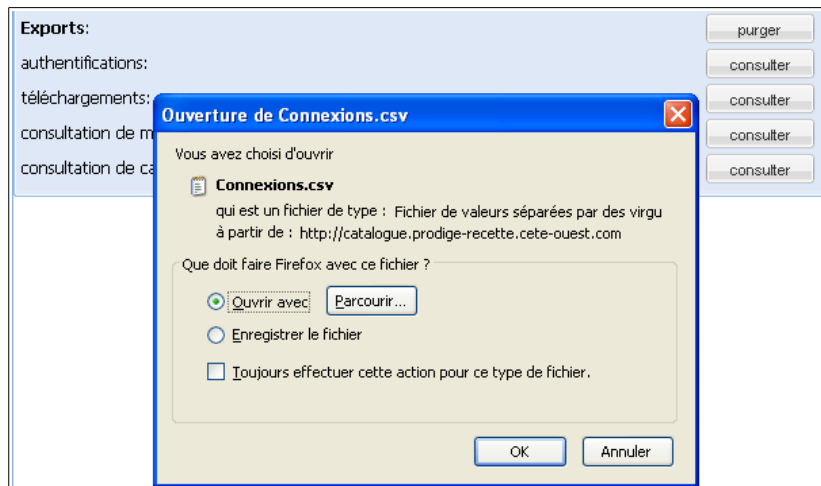 Exports:
purger
authentifications:
consulter
téléchargements:
consulter
consultation de m
consulter
consultation de ca
consulter
Ouverture de Connexions.csv
Vous avez choisi d'ouvrir
Connexions.csv
qui est un fichier de type : Fichier de valeurs séparées par des virgu
à partir de : http://catalogue.prodige-recette.cete-ouest.com
Que doit faire Firefox avec ce fichier ?
Ouvrir avec
Parcourir...
Enregistrer le fichier
Toujours effectuer cette action pour ce type de fichier.
OK
Annuler